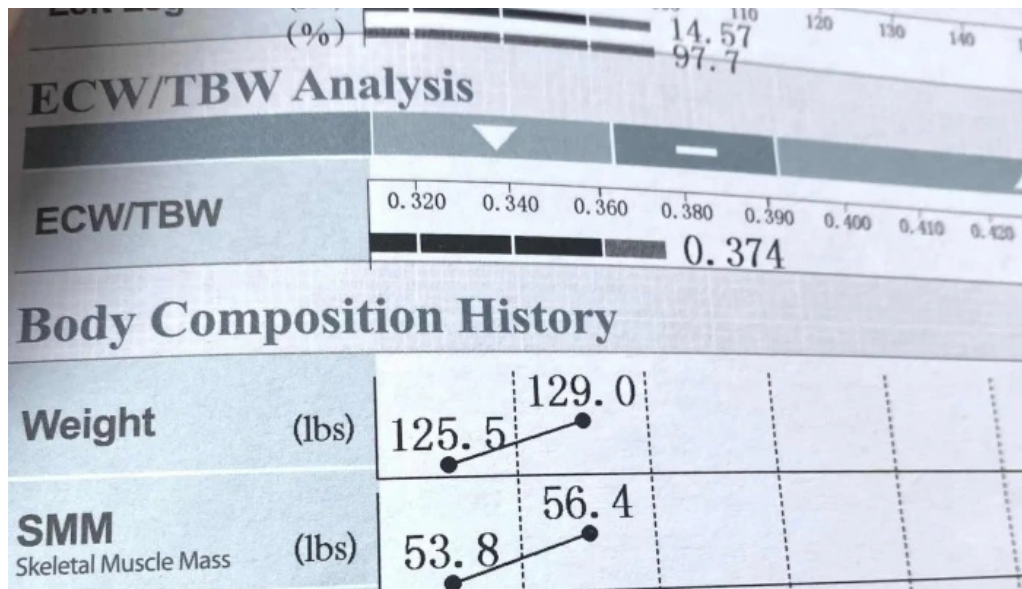 (%)
14.57
97.7
110 120 130 140
ECW/TBW Analysis
ECW/TBW
0.320 0.340 0.360 0.380 0.390 0.400 0.410 0.420
0.374
Body Composition History
Weight (lbs) 125.5 129.0
SMM
Skeletal Muscle Mass (lbs) 53.8 56.4